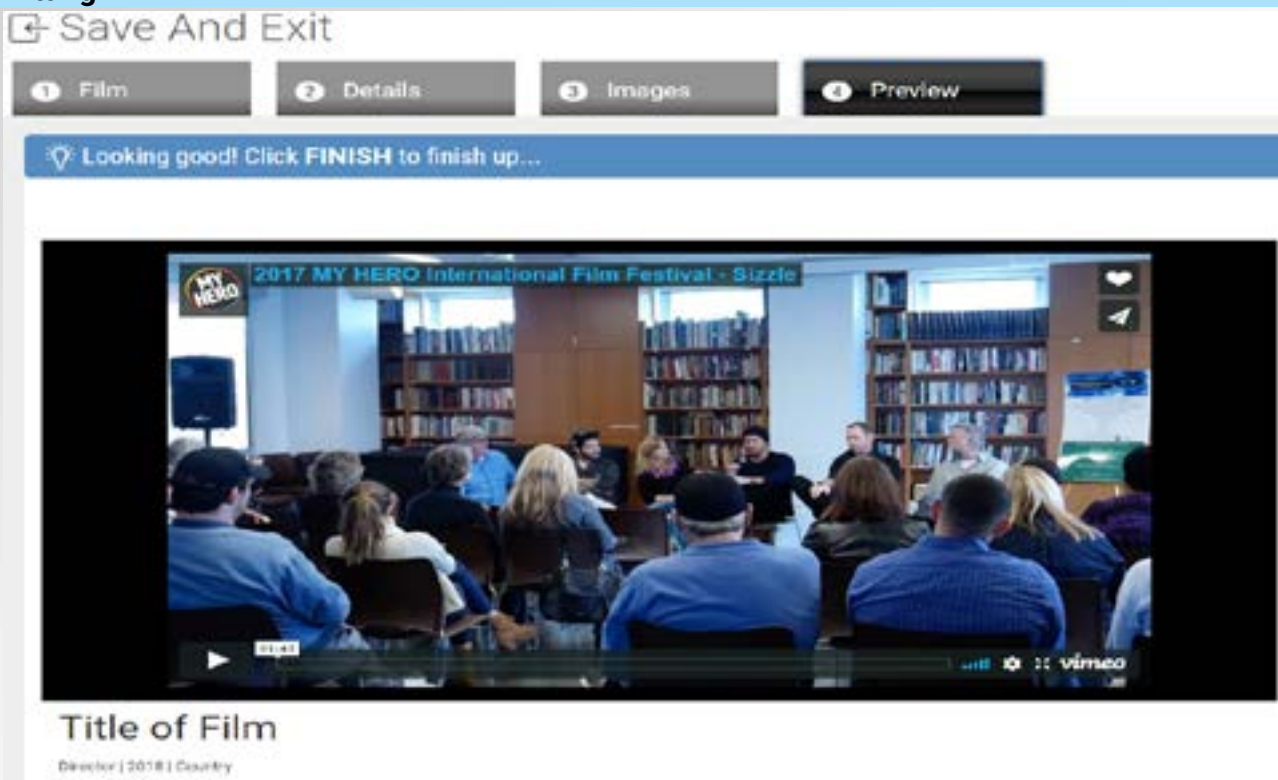 Save And Exit
1 Film
2 Details
3 Images
4 Preview
Looking good! Click FINISH to finish up...
MY HERO
2017 MY HERO International Film Festival - Sizzle
vimeo
Title of Film
Director | 2018 | Country